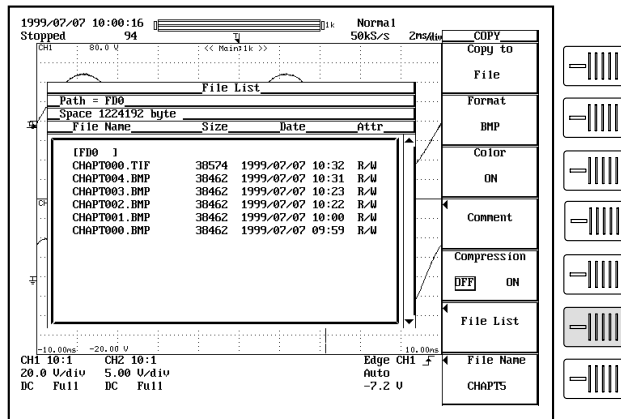 1999/07/07 10:00:16 1k Normal
Stopped 94 50kS/s 2ms/div
CH1 80.0 V << Main:1k >>
File List
Path = FD0
Space 1224192 byte
File Name Size Date Attr
[FD0 ]
CHAPT000.TIF 38574 1999/07/07 10:32 R/W
CHAPT004.BMP 38462 1999/07/07 10:31 R/W
CHAPT003.BMP 38462 1999/07/07 10:23 R/W
CHAPT002.BMP 38462 1999/07/07 10:22 R/W
CHAPT001.BMP 38462 1999/07/07 10:00 R/W
CHAPT000.BMP 38462 1999/07/07 09:59 R/W
CH
-10.00ms -20.00 V 10.00ms
CH1 10:1 CH2 10:1 Edge CH1
20.0 V/div 5.00 V/div Auto
DC Full DC Full -7.2 V
COPY
Copy to
File
Format
BMP
Color
ON
Comment
Compression
OFF ON
File List
File Name
CHAPT5